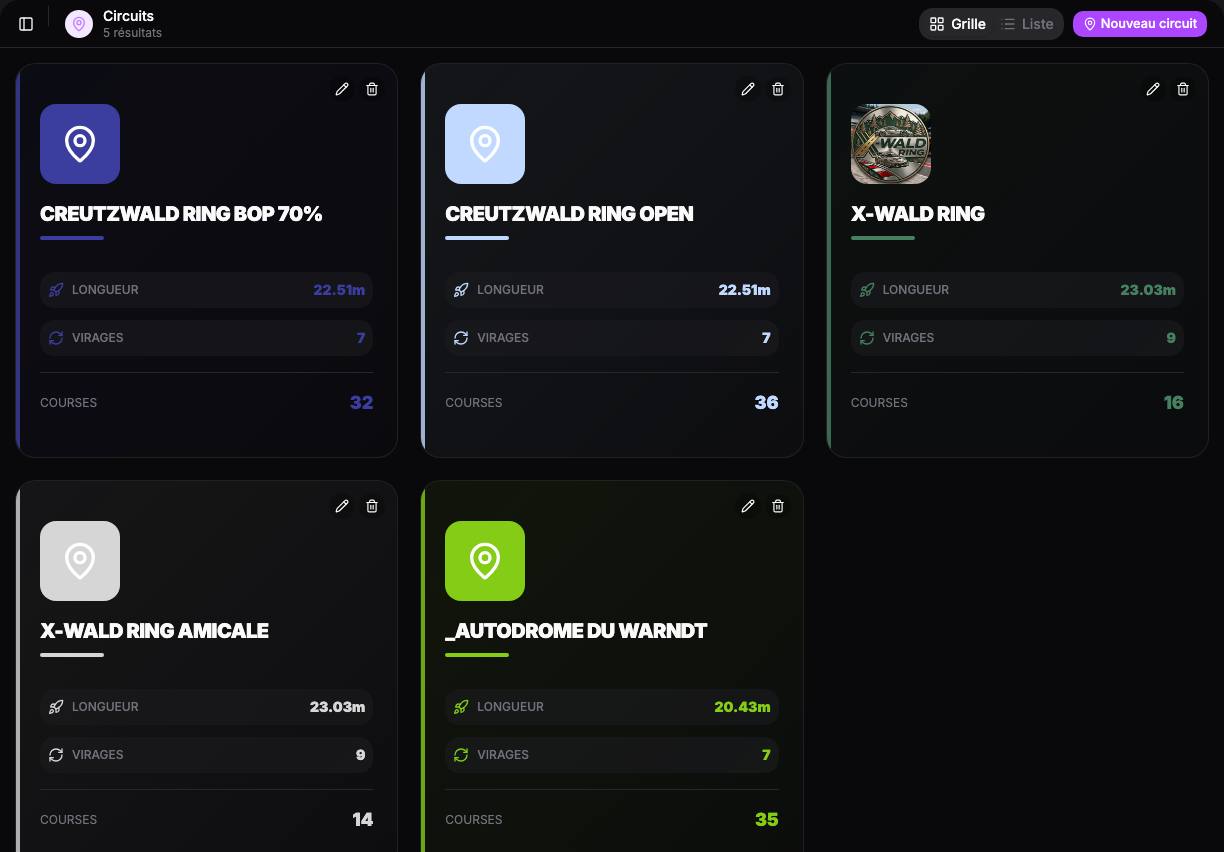 Circuits
5 résultats
Grille
Liste
Nouveau circuit
CREUTZWALD RING BOP 70%
LONGUEUR 22.51m
VIRAGES 7
COURSES 32
CREUTZWALD RING OPEN
LONGUEUR 22.51m
VIRAGES 7
COURSES 36
X-WALD RING
X-WALD RING
LONGUEUR 23.03m
VIRAGES 9
COURSES 16
X-WALD RING AMICALE
LONGUEUR 23.03m
VIRAGES 9
COURSES 14
_AUTODROME DU WARNDT
LONGUEUR 20.43m
VIRAGES 7
COURSES 35